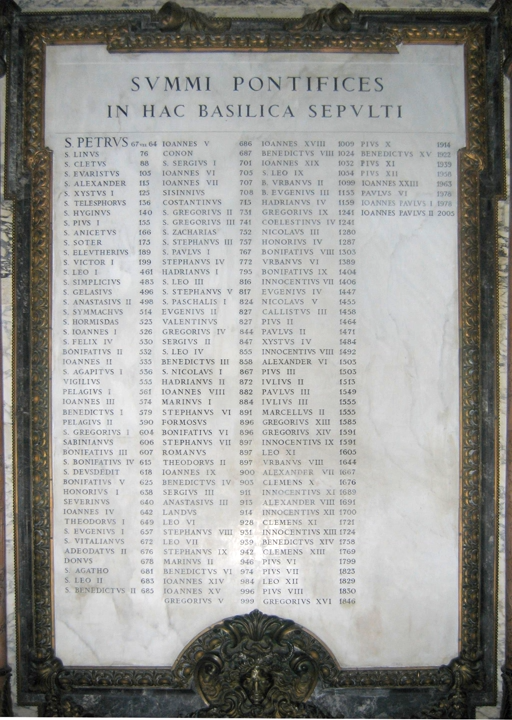 SVMMI PONTIFICES
IN HAC BASILICA SEPVLTI
S. PETRVS 64
S. LINVS 76
S. CLETVS 88
S. EVARISTVS 105
S. ALEXANDER 115
S. XYSTVS I 125
S. TELESPHORVS 136
S. HYGINVS 140
S. PIVS I 155
S. ANICETVS 166
S. SOTER 175
S. ELEVTHERIVS 189
S. VICTOR I 199
S. LEO I 461
S. SIMPLICIVS 483
S. GELASIVS 496
S. ANASTASIVS II 498
S. SYMMACHVS 514
S. HORMISDAS 523
S. IOANNES I 526
S. FELIX IV 530
BONIFATIVS II 532
IOANNES II 535
S. AGAPITVS I 536
VIGILIVS 555
PELAGIVS I 561
IOANNES III 574
BENEDICTVS I 579
PELAGIVS II 590
S. GREGORIVS I 604
SABINIANVS 606
BONIFATIVS III 607
S. BONIFATIVS IV 615
S. DEVSDEDIT 618
BONIFATIVS V 625
HONORIVS I 638
SEVERINVS 640
IOANNES IV 642
THEODORVS I 649
S. EVGENIVS I 657
S. VITALIANVS 672
ADEODATVS II 676
DONVS 678
S. AGATHO 681
S. LEO II 683
S. BENEDICTVS II 685
IOANNES V 686
CONON 687
S. SERGIVS I 701
IOANNES VI 705
IOANNES VII 707
SISINNIVS 708
CONSTANTINVS 715
S. GREGORIVS II 731
S. GREGORIVS III 741
S. ZACHARIAS 752
S. STEPHANVS III 757
S. PAVLVS I 767
STEPHANVS IV 772
HADRIANVS I 795
S. LEO III 816
S. STEPHANVS V 817
S. PASCHALIS I 824
EVGENIVS II 827
VALENTINVS 827
GREGORIVS IV 844
SERGIVS II 847
S. LEO IV 855
BENEDICTVS III 858
S. NICOLAVS I 867
HADRIANVS II 872
IOANNES VIII 882
MARINVS I 884
STEPHANVS VI 891
FORMOSVS 896
BONIFATIVS VI 896
STEPHANVS VII 897
ROMANVS 897
THEODORVS II 897
IOANNES IX 900
BENEDICTVS IV 903
SERGIVS III 911
ANASTASIVS III 913
LANDVS 914
LEO VI 928
STEPHANVS VIII 931
LEO VII 939
STEPHANVS IX 942
MARINVS II 946
BENEDICTVS VI 974
IOANNES XIV 984
IOANNES XV 996
GREGORIVS V 999
IOANNES XVIII 1009
BENEDICTVS VIII 1024
IOANNES XIX 1032
S. LEO IX 1054
B. VRBANVS II 1099
B. EVGENIVS III 1153
HADRIANVS IV 1159
GREGORIVS IX 1241
COELESTINVS IV 1241
NICOLAVS III 1280
HONORIVS IV 1287
BONIFATIVS VIII 1303
VRBANVS VI 1389
BONIFATIVS IX 1404
INNOCENTIVS VII 1406
EVGENIVS IV 1447
NICOLAVS V 1455
CALLISTVS III 1458
PIVS II 1464
PAVLVS II 1471
XYSTVS IV 1484
INNOCENTIVS VIII 1492
ALEXANDER VI 1503
PIVS III 1503
IVLIVS II 1513
PAVLVS III 1549
IVLIVS III 1555
MARCELLVS II 1555
GREGORIVS XIII 1585
GREGORIVS XIV 1591
INNOCENTIVS IX 1591
LEO XI 1605
VRBANVS VIII 1644
ALEXANDER VII 1667
CLEMENS X 1676
INNOCENTIVS XI 1689
ALEXANDER VIII 1691
INNOCENTIVS XII 1700
CLEMENS XI 1721
INNOCENTIVS XIII 1724
BENEDICTVS XIV 1758
CLEMENS XIII 1769
PIVS VI 1799
PIVS VII 1823
LEO XII 1829
PIVS VIII 1830
GREGORIVS XVI 1846
PIVS X 1914
BENEDICTVS XV 1922
PIVS XI 1939
PIVS XII 1958
IOANNES XXIII 1963
PAVLVS VI 1978
IOANNES PAVLVS I 1978
IOANNES PAVLVS II 2005